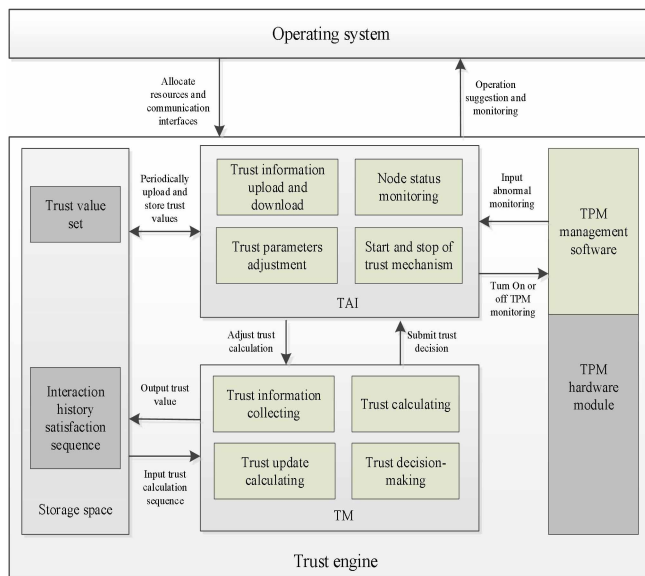 Operating system
Allocate
resources and
communication
interfaces
Operation
suggestion and
monitoring
Trust value
set
Periodically upload and
store trust
values
Trust information
upload and
download
Node status
monitoring
Trust parameters
adjustment
Start and stop of
trust mechanism
TAI
Input
abnormal
monitoring
Turn On or
off TPM
monitoring
TPM
management
software
TPM
hardware
module
Adjust trust
calculation
Submit trust
decision
Interaction
history
satisfaction
sequence
Storage space
Output trust
value
Input trust
calculation
sequence
Trust information
collecting
Trust calculating
Trust update
calculating
Trust decision-
making
TM
Trust engine